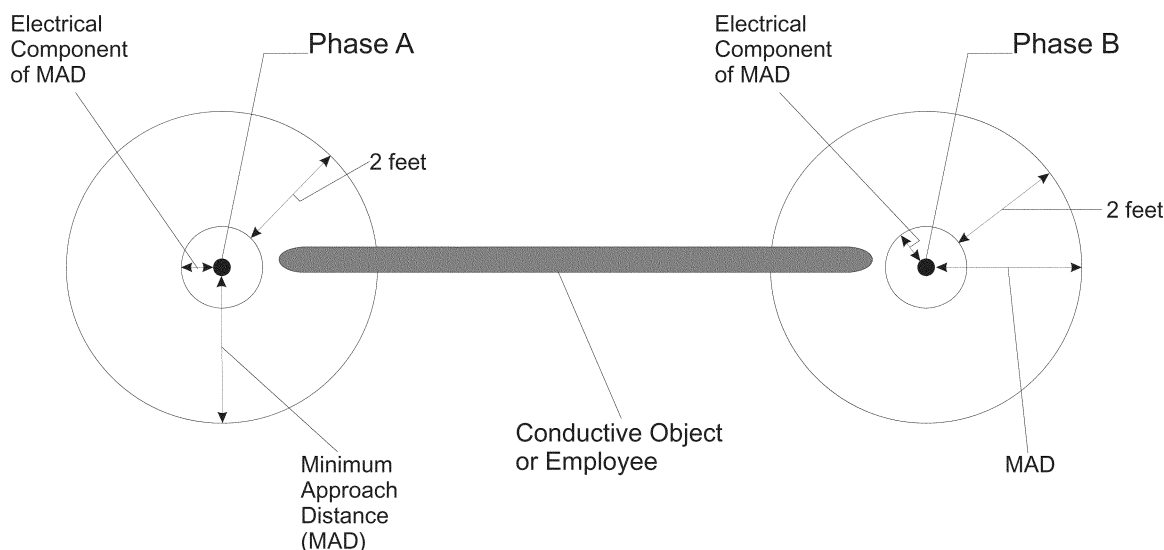 Electrical
Component
of MAD
Phase A
2 feet
Minimum
Approach
Distance
(MAD)
Conductive Object
or Employee
Electrical
Component
of MAD
Phase B
2 feet
MAD